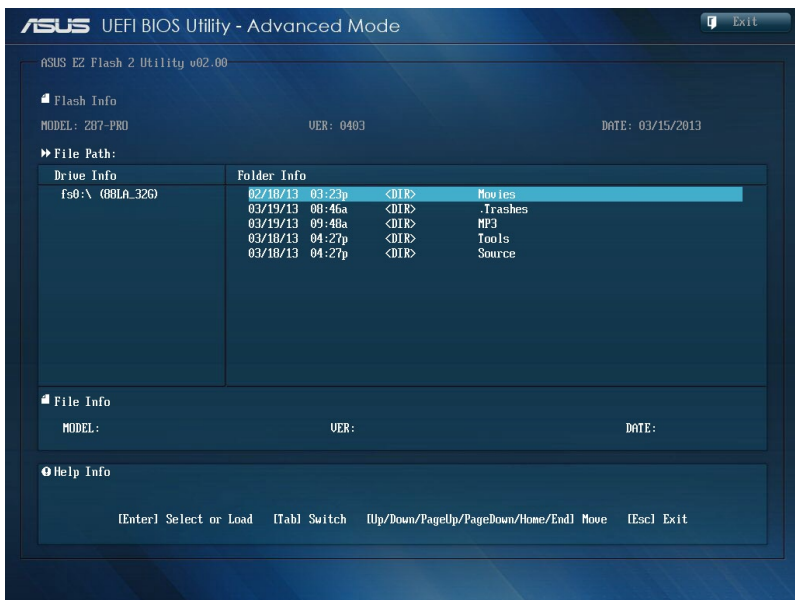 ASUS UEFI BIOS Utility - Advanced Mode Exit
ASUS EZ Flash 2 Utility v02.00
Flash Info
MODEL: Z87-PRO VER: 0403 DATE: 03/15/2013
File Path:
Drive Info Folder Info
fs0:\ (88LA_32G) 02/18/13 03:23p <DIR> Movies
03/19/13 08:46a <DIR> .Trashes
03/19/13 09:48a <DIR> MP3
03/18/13 04:27p <DIR> Tools
03/18/13 04:27p <DIR> Source
File Info
MODEL: VER: DATE:
Help Info
[Enter] Select or Load [Tab] Switch [Up/Down/PageUp/PageDown/Home/End] Move [Esc] Exit